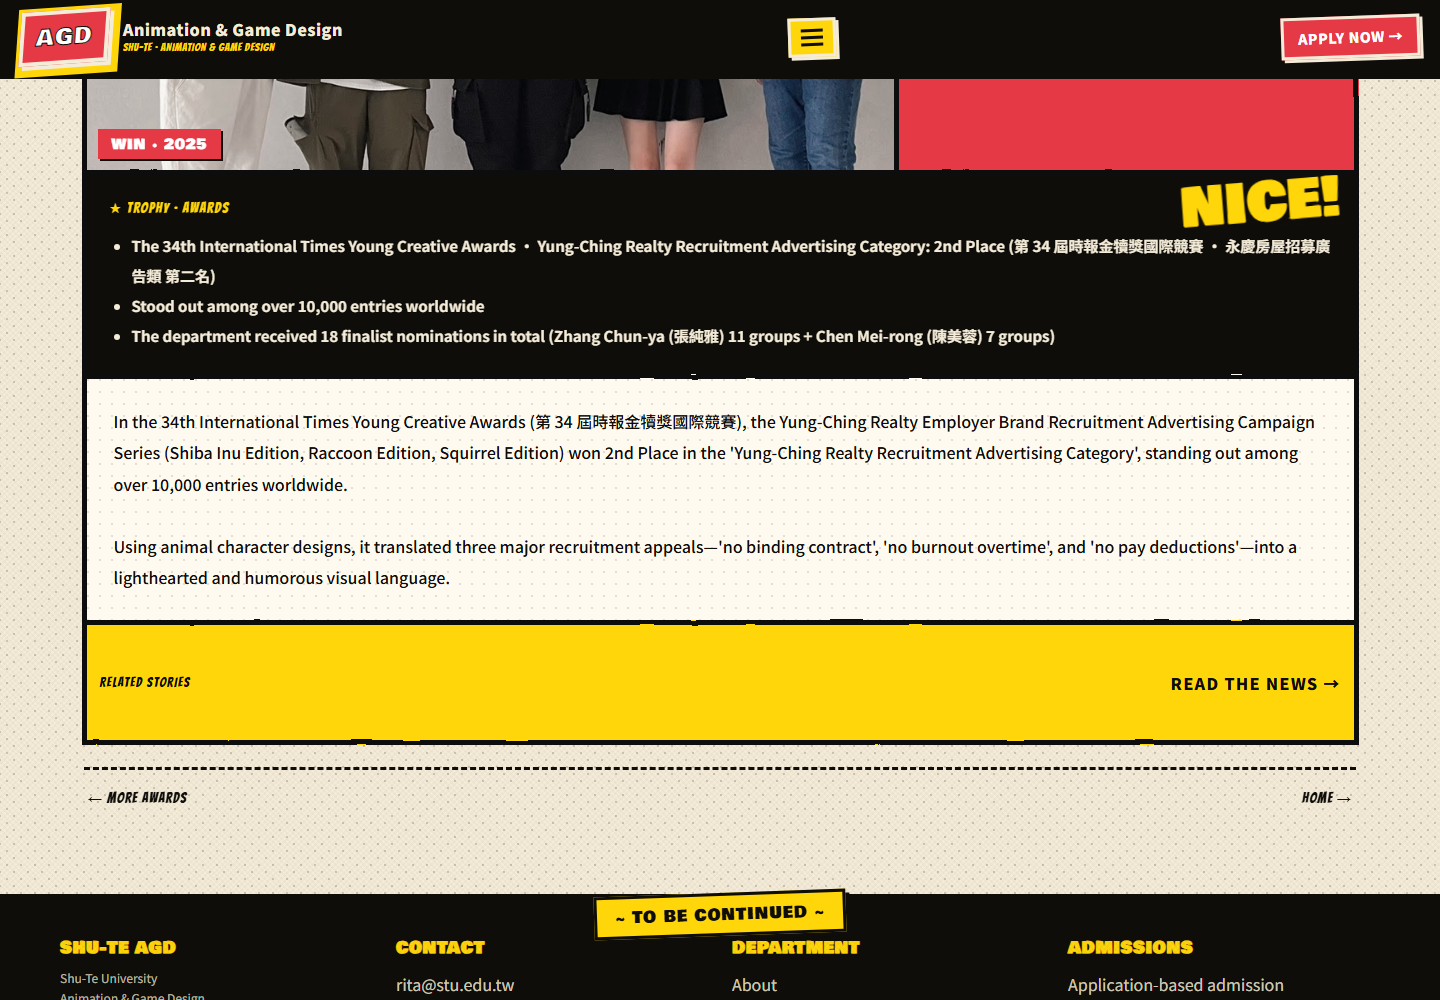 AGD
Animation & Game Design
SHU-TE · ANIMATION & GAME DESIGN
APPLY NOW →
WIN · 2025
★ TROPHY · AWARDS
NICE!
• The 34th International Times Young Creative Awards ・ Yung-Ching Realty Recruitment Advertising Category: 2nd Place (第 34 屆時報金犢獎國際競賽 ・ 永慶房屋招募廣
告類 第二名)
• Stood out among over 10,000 entries worldwide
• The department received 18 finalist nominations in total (Zhang Chun-ya (張純雅) 11 groups + Chen Mei-rong (陳美蓉) 7 groups)
In the 34th International Times Young Creative Awards (第 34 屆時報金犢獎國際競賽), the Yung-Ching Realty Employer Brand Recruitment Advertising Campaign
Series (Shiba Inu Edition, Raccoon Edition, Squirrel Edition) won 2nd Place in the 'Yung-Ching Realty Recruitment Advertising Category', standing out among
over 10,000 entries worldwide.
Using animal character designs, it translated three major recruitment appeals—'no binding contract', 'no burnout overtime', and 'no pay deductions'—into a
lighthearted and humorous visual language.
RELATED STORIES
READ THE NEWS →
← MORE AWARDS
HOME →
~ TO BE CONTINUED ~
SHU-TE AGD
CONTACT
DEPARTMENT
ADMISSIONS
Shu-Te University
rita@stu.edu.tw
About
Application-based admission
Animation & Game Design